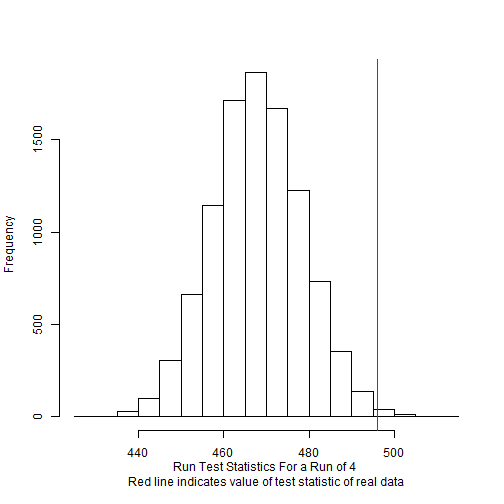 1500
1000
500
0
Frequency
440 460 480 500
Run Test Statistics For a Run of 4
Red line indicates value of test statistic of real data